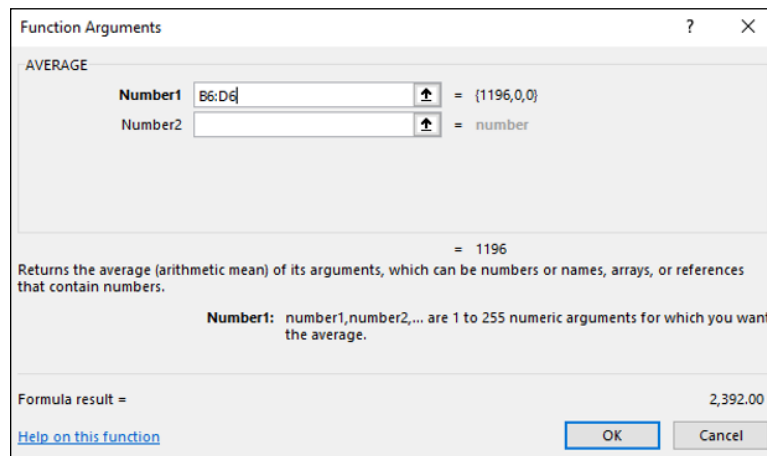 Function Arguments ? ×
AVERAGE
Number1 B6:D6 = {1196,0,0}
Number2 = number
= 1196
Returns the average (arithmetic mean) of its arguments, which can be numbers or names, arrays, or references
that contain numbers.
Number1: number1,number2,... are 1 to 255 numeric arguments for which you want
the average.
Formula result = 2,392.00
Help on this function OK Cancel